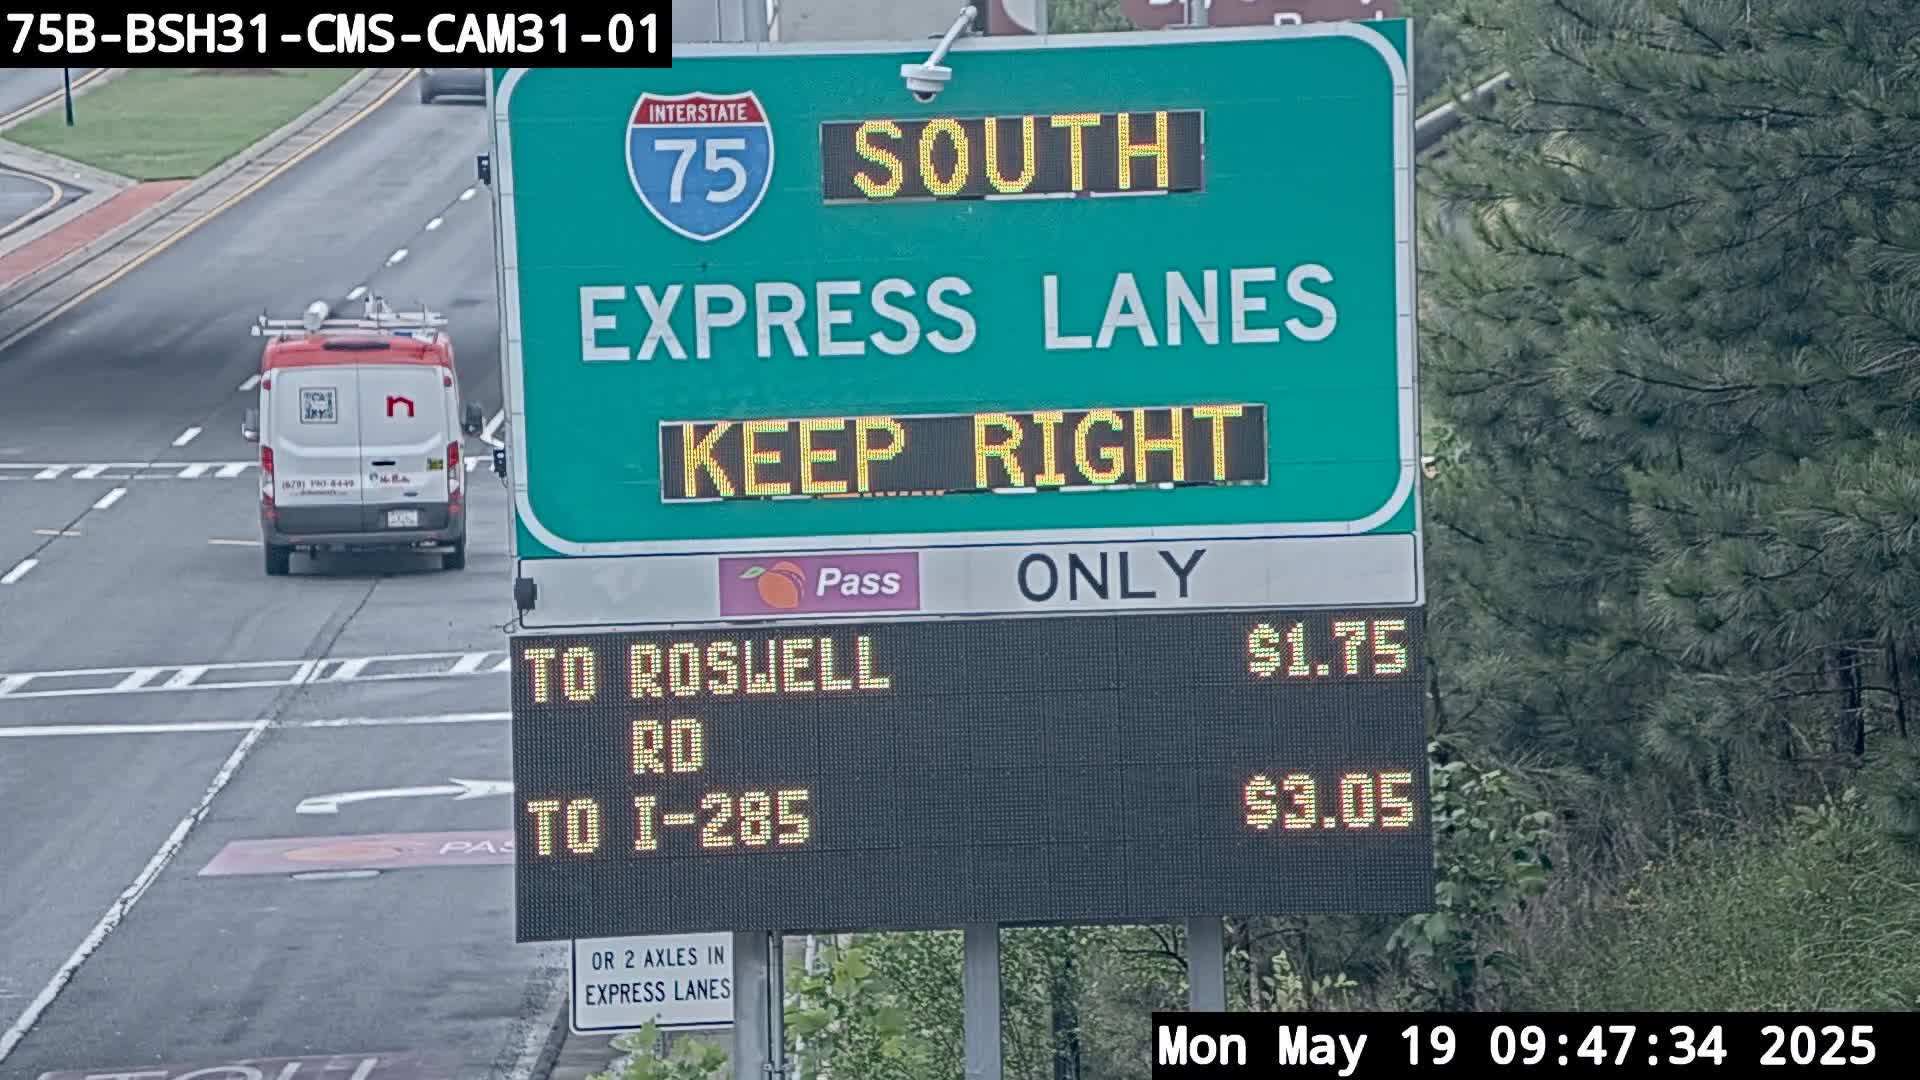 75B-BSH31-CMS-CAM31-01
INTERSTATE
75
SOUTH
EXPRESS LANES
KEEP RIGHT
Pass ONLY
TO ROSWELL $1.75
RD
TO I-285 $3.05
OR 2 AXLES IN
EXPRESS LANES
n
PAS
Mon May 19 09:47:34 2025